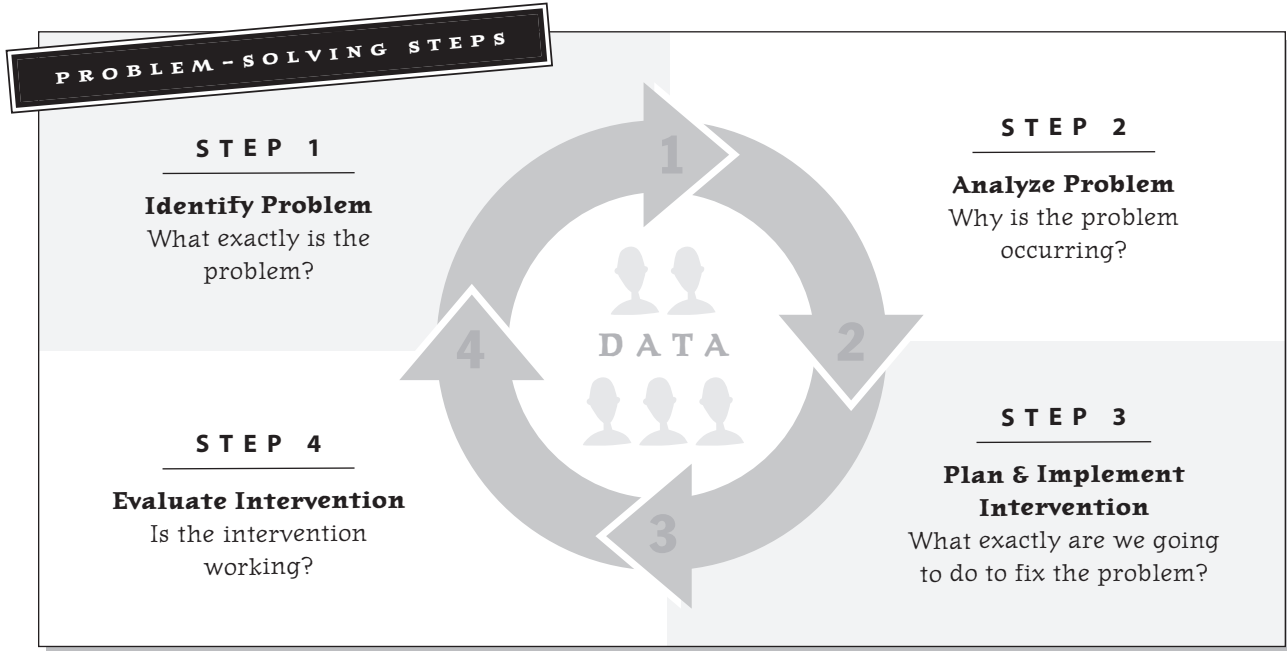 PROBLEM-SOLVING STEPS
STEP 1
Identify Problem
What exactly is the
problem?
STEP 2
Analyze Problem
Why is the problem
occurring?
1
2
3
4
DATA
STEP 4
Evaluate Intervention
Is the intervention
working?
STEP 3
Plan & Implement
Intervention
What exactly are we going
to do to fix the problem?